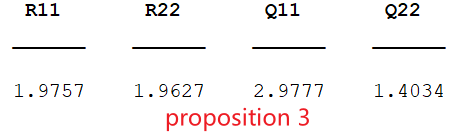 R11 R22 Q11 Q22
1.9757 1.9627 2.9777 1.4034
proposition 3